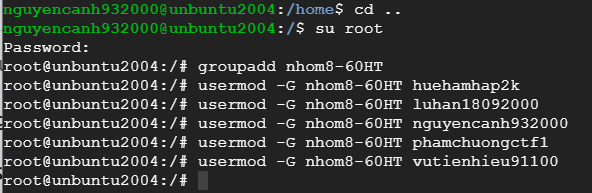 nguyencanh932000@unbuntu2004:/home$ cd ..
nguyencanh932000@unbuntu2004:/$ su root
Password:
root@unbuntu2004:/# groupadd nhom8-60HT
root@unbuntu2004:/# usermod -G nhom8-60HT huehamhap2k
root@unbuntu2004:/# usermod -G nhom8-60HT luhan18092000
root@unbuntu2004:/# usermod -G nhom8-60HT nguyencanh932000
root@unbuntu2004:/# usermod -G nhom8-60HT phamchuongctf1
root@unbuntu2004:/# usermod -G nhom8-60HT vutienhieu91100
root@unbuntu2004:/#